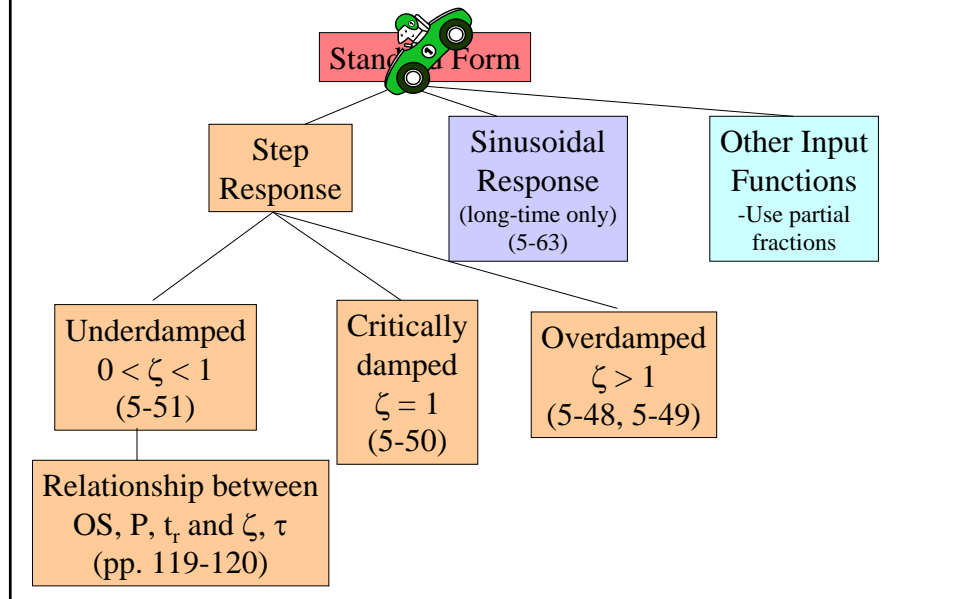 Form
1
Step
Response
Sinusoidal
Response
(long-time only)
(5-63)
Other Input
Functions
-Use partial
fractions
Underdamped
0 < ζ < 1
(5-51)
Critically
damped
ζ = 1
(5-50)
Overdamped
ζ > 1
(5-48, 5-49)
Relationship between
OS, P, tᵣ and ζ, τ
(pp. 119-120)